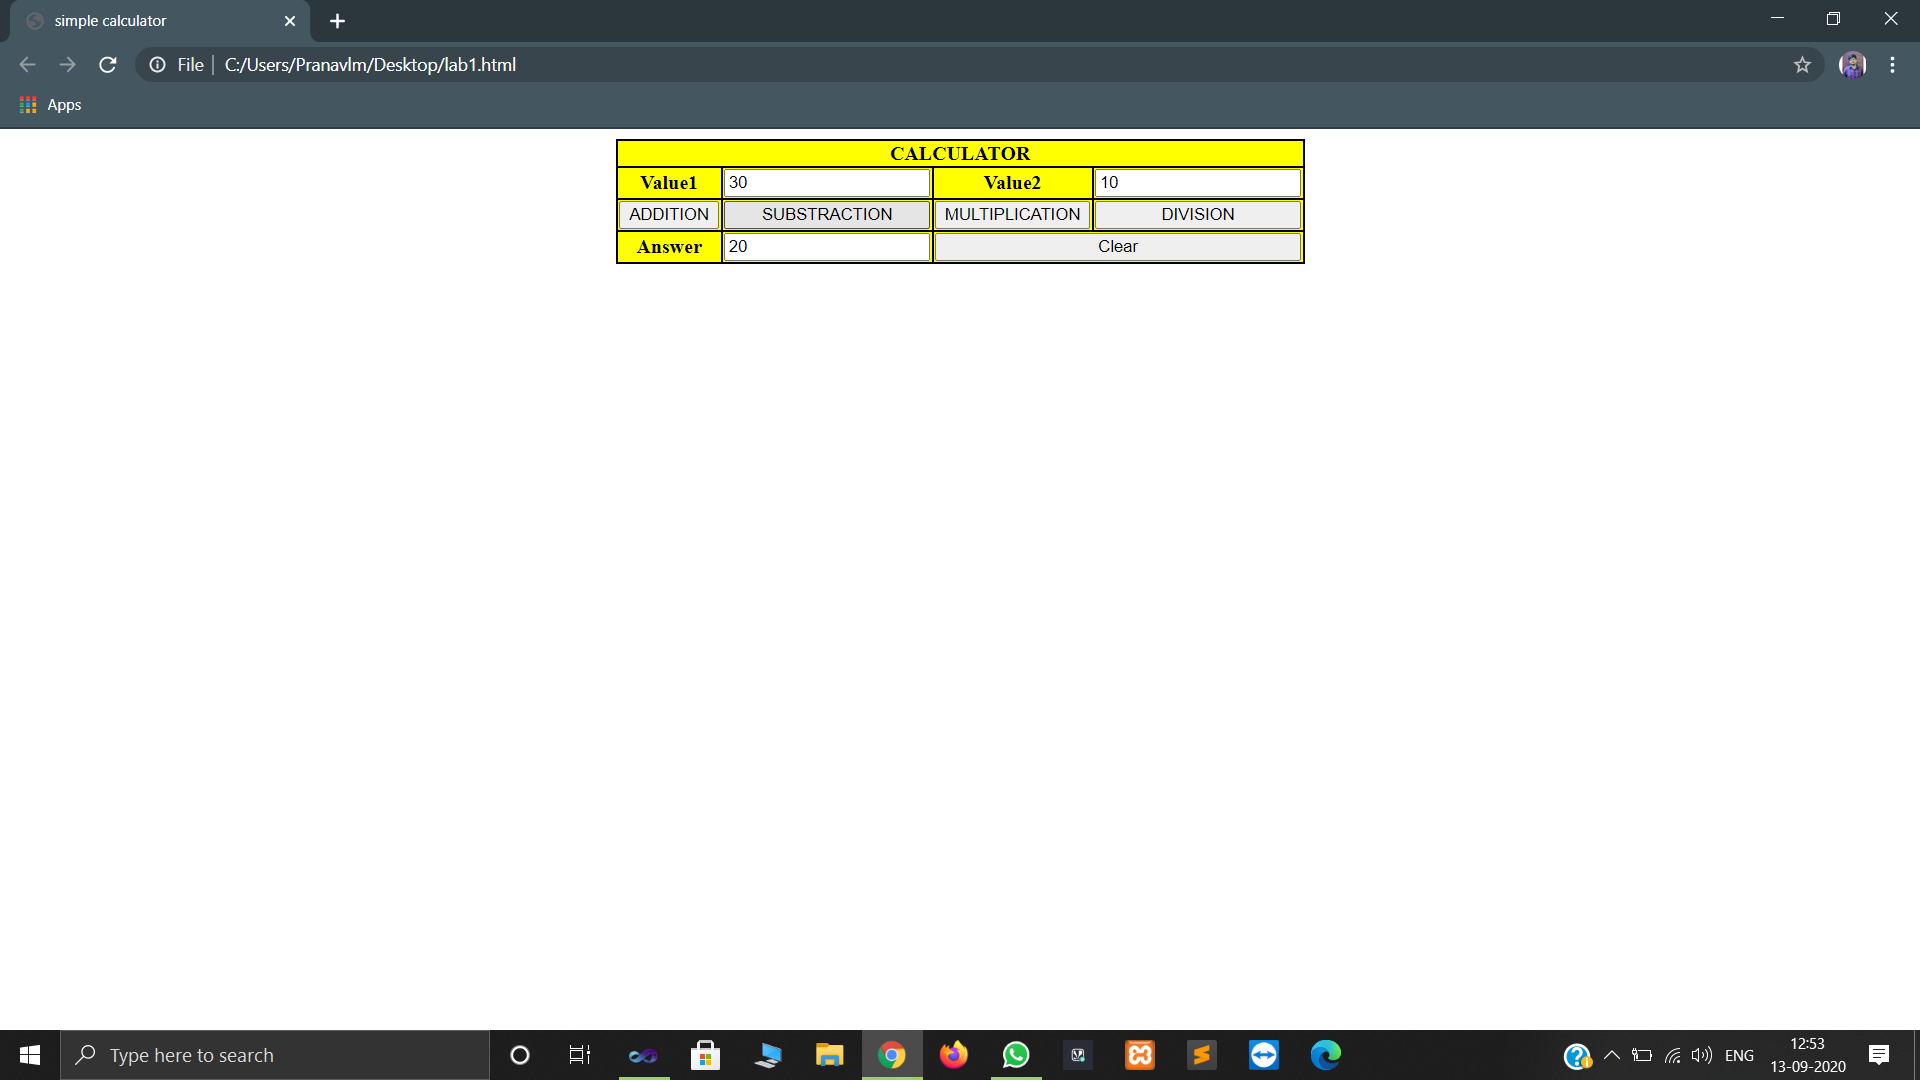 simple calculator
File C:/Users/Pranavlm/Desktop/lab1.html
Apps
CALCULATOR
Value1 30 Value2 10
ADDITION SUBSTRACTION MULTIPLICATION DIVISION
Answer 20 Clear
Type here to search
ENG
12:53
13-09-2020